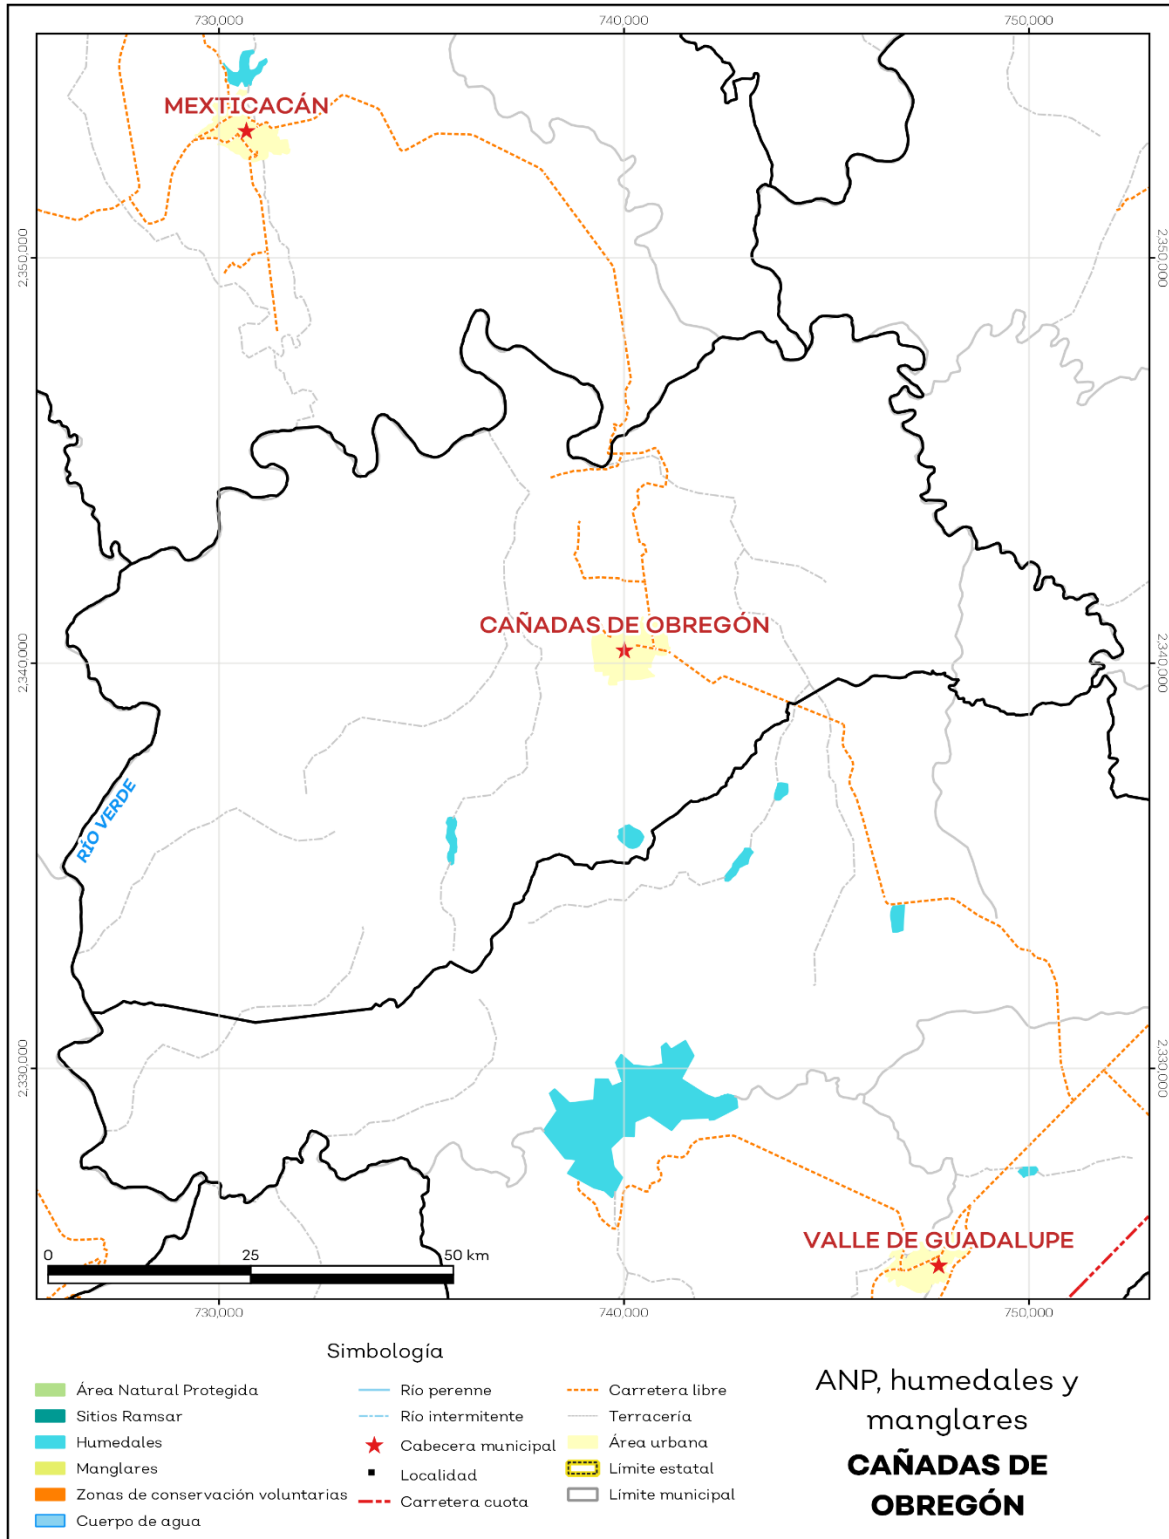 730,000
740,000
750,000
MEXTICACÁN
2,350,000
2,350,000
CAÑADAS DE OBREGÓN
2,340,000
2,340,000
RÍO VERDE
2,330,000
2,330,000
VALLE DE GUADALUPE
0
25
50 km
730,000
740,000
750,000
Simbología
Área Natural Protegida
Sitios Ramsar
Humedales
Manglares
Zonas de conservación voluntarias
Cuerpo de agua
Río perenne
Río intermitente
Cabecera municipal
Localidad
Carretera cuota
Carretera libre
Terracería
Área urbana
Límite estatal
Límite municipal
ANP, humedales y
manglares
CAÑADAS DE
OBREGÓN